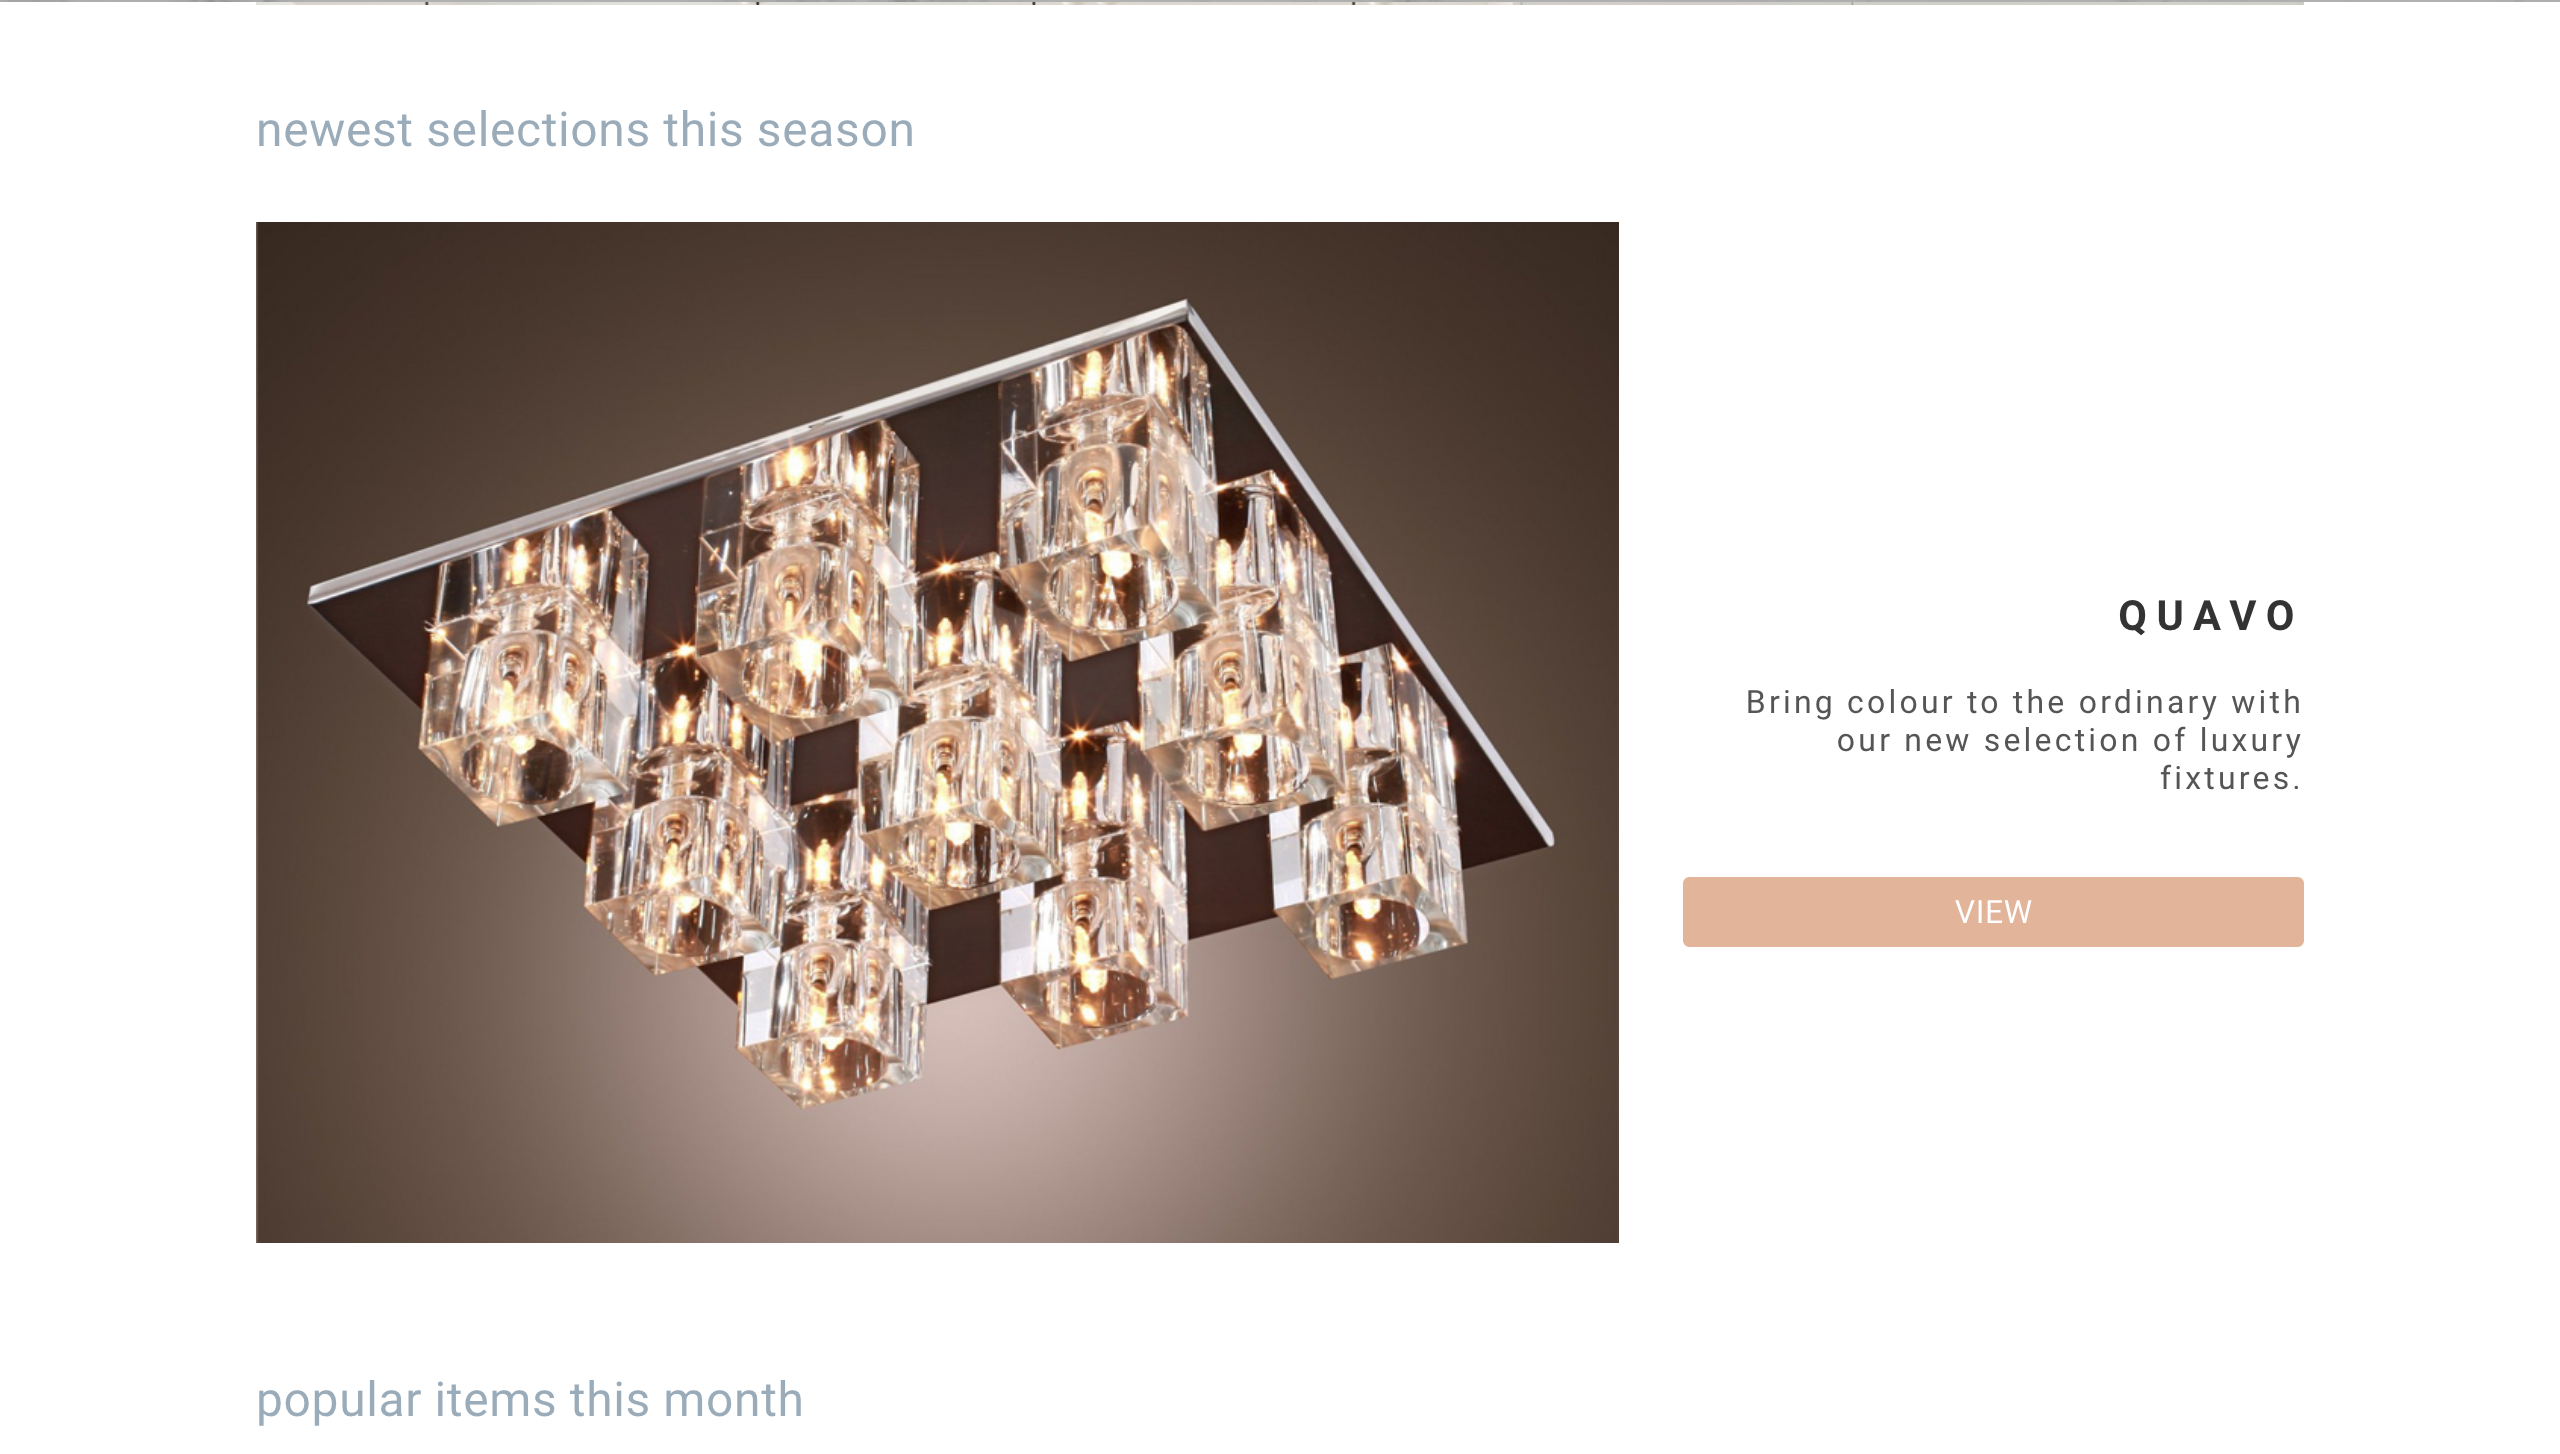 newest selections this season
QUAVO
Bring colour to the ordinary with
our new selection of luxury
fixtures.
VIEW
popular items this month